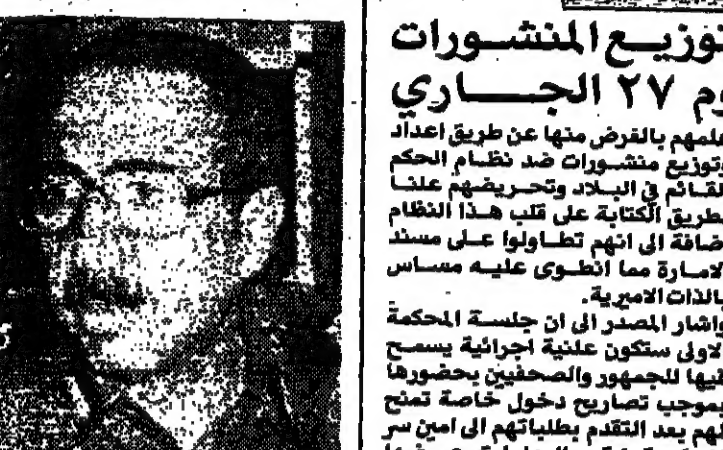 توزيع المنشورات
٢٧ الجاري
علمهم بالغرض منها عن طريق اعداد
وتوزيع منشورات ضد نظام الحكم
القائم في البلاد وتحريضهم علنا
بطريق الكتابة على قلب هذا النظام
اضافة الى انهم تطاولوا على مسند
الامارة مما انطوى عليه مساس
بالذات الاميرية.
واشار المصدر الى ان جلسة المحكمة
الاولى ستكون علنية اجرائية يسمح
فيها للجمهور والصحفيين بحضورها
بموجب تصاريح دخول خاصة تمنح
لهم بعد التقدم بطلباتهم الى امين سر